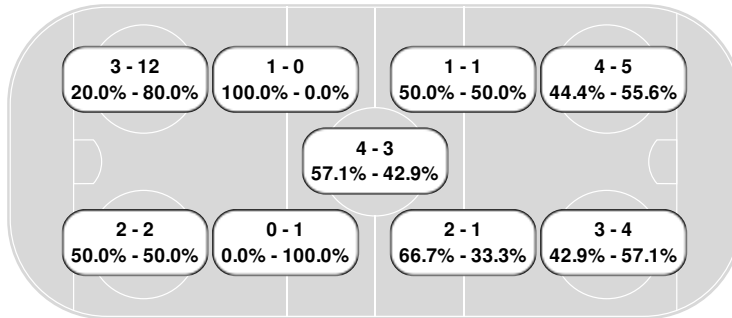 3 - 12
20.0% - 80.0%
1 - 0
100.0% - 0.0%
1 - 1
50.0% - 50.0%
4 - 5
44.4% - 55.6%
4 - 3
57.1% - 42.9%
2 - 2
50.0% - 50.0%
0 - 1
0.0% - 100.0%
2 - 1
66.7% - 33.3%
3 - 4
42.9% - 57.1%